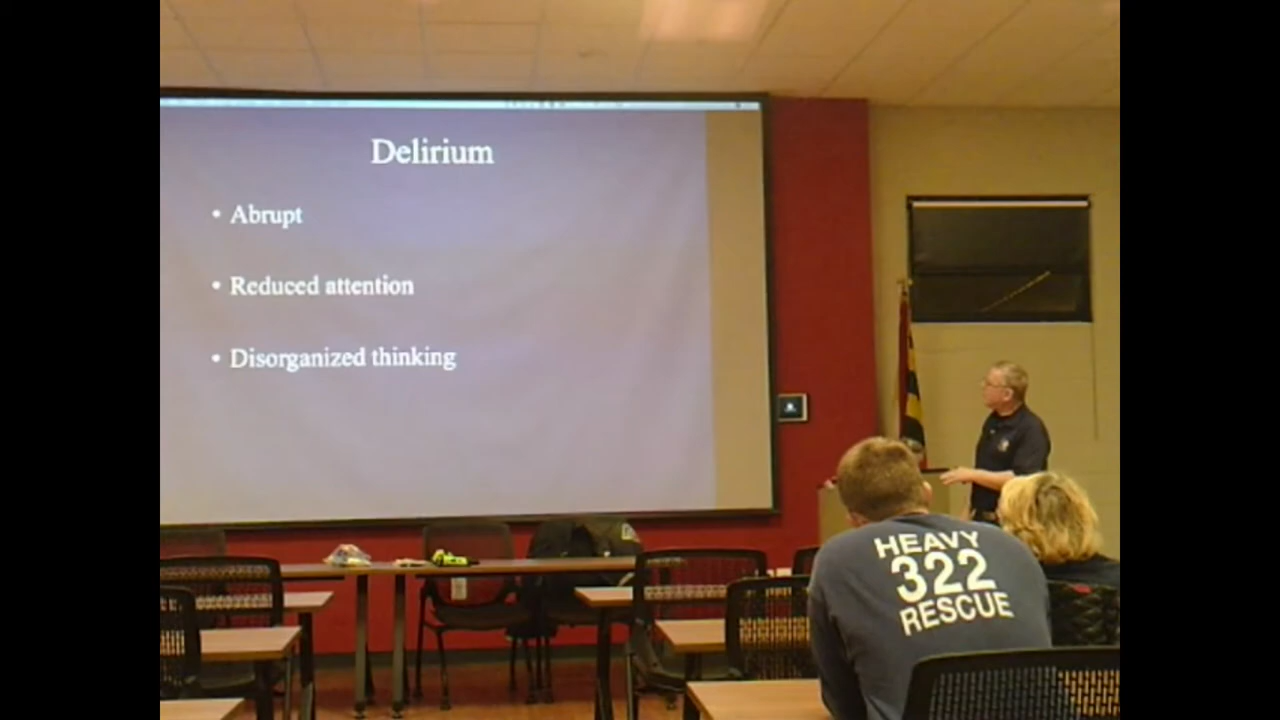 Delirium
• Abrupt
• Reduced attention
• Disorganized thinking
HEAVY
322
RESCUE